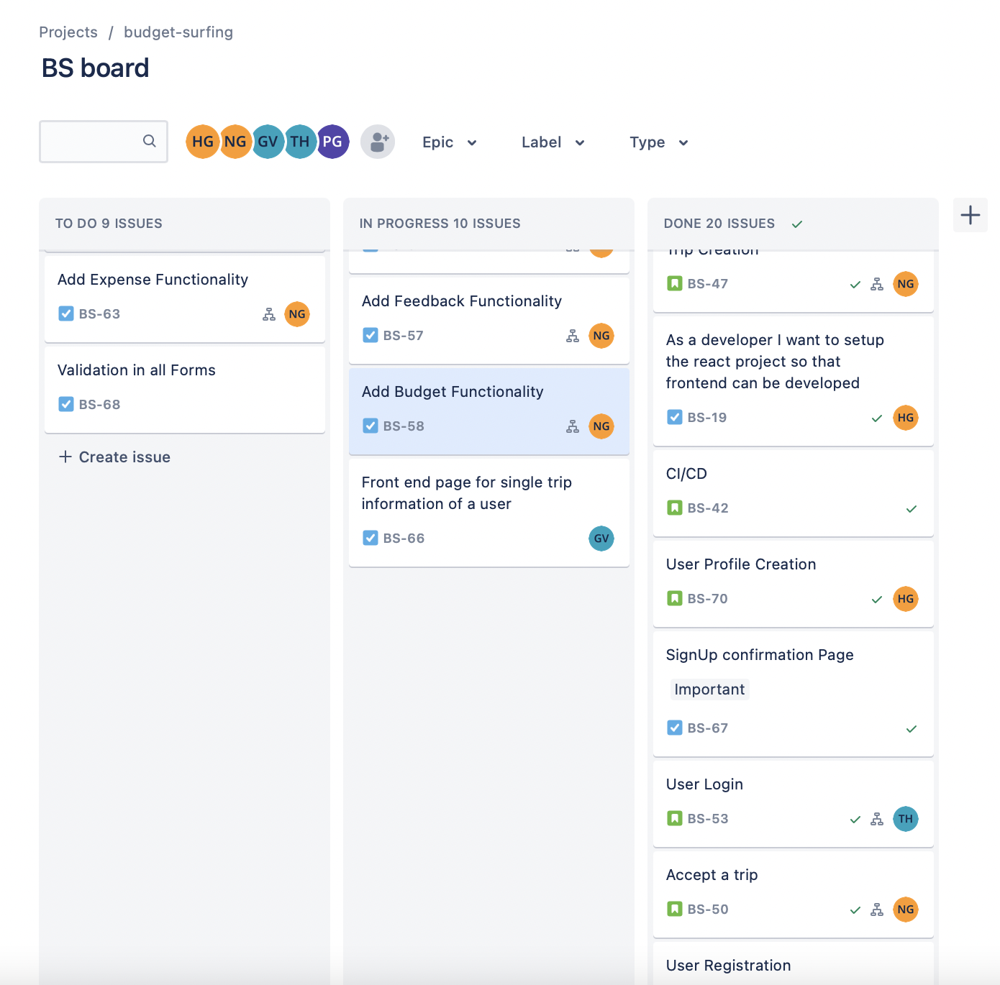 Projects / budget-surfing
BS board
HG NG GV TH PG Epic Label Type
TO DO 9 ISSUES
Add Expense Functionality
BS-63 NG
Validation in all Forms
BS-68
+ Create issue
IN PROGRESS 10 ISSUES
Add Feedback Functionality
BS-57 NG
Add Budget Functionality
BS-58 NG
Front end page for single trip
information of a user
BS-66 GV
DONE 20 ISSUES
Trip Creation
BS-47 NG
As a developer I want to setup
the react project so that
frontend can be developed
BS-19 HG
CI/CD
BS-42
User Profile Creation
BS-70 HG
SignUp confirmation Page
Important
BS-67
User Login
BS-53 TH
Accept a trip
BS-50 NG
User Registration